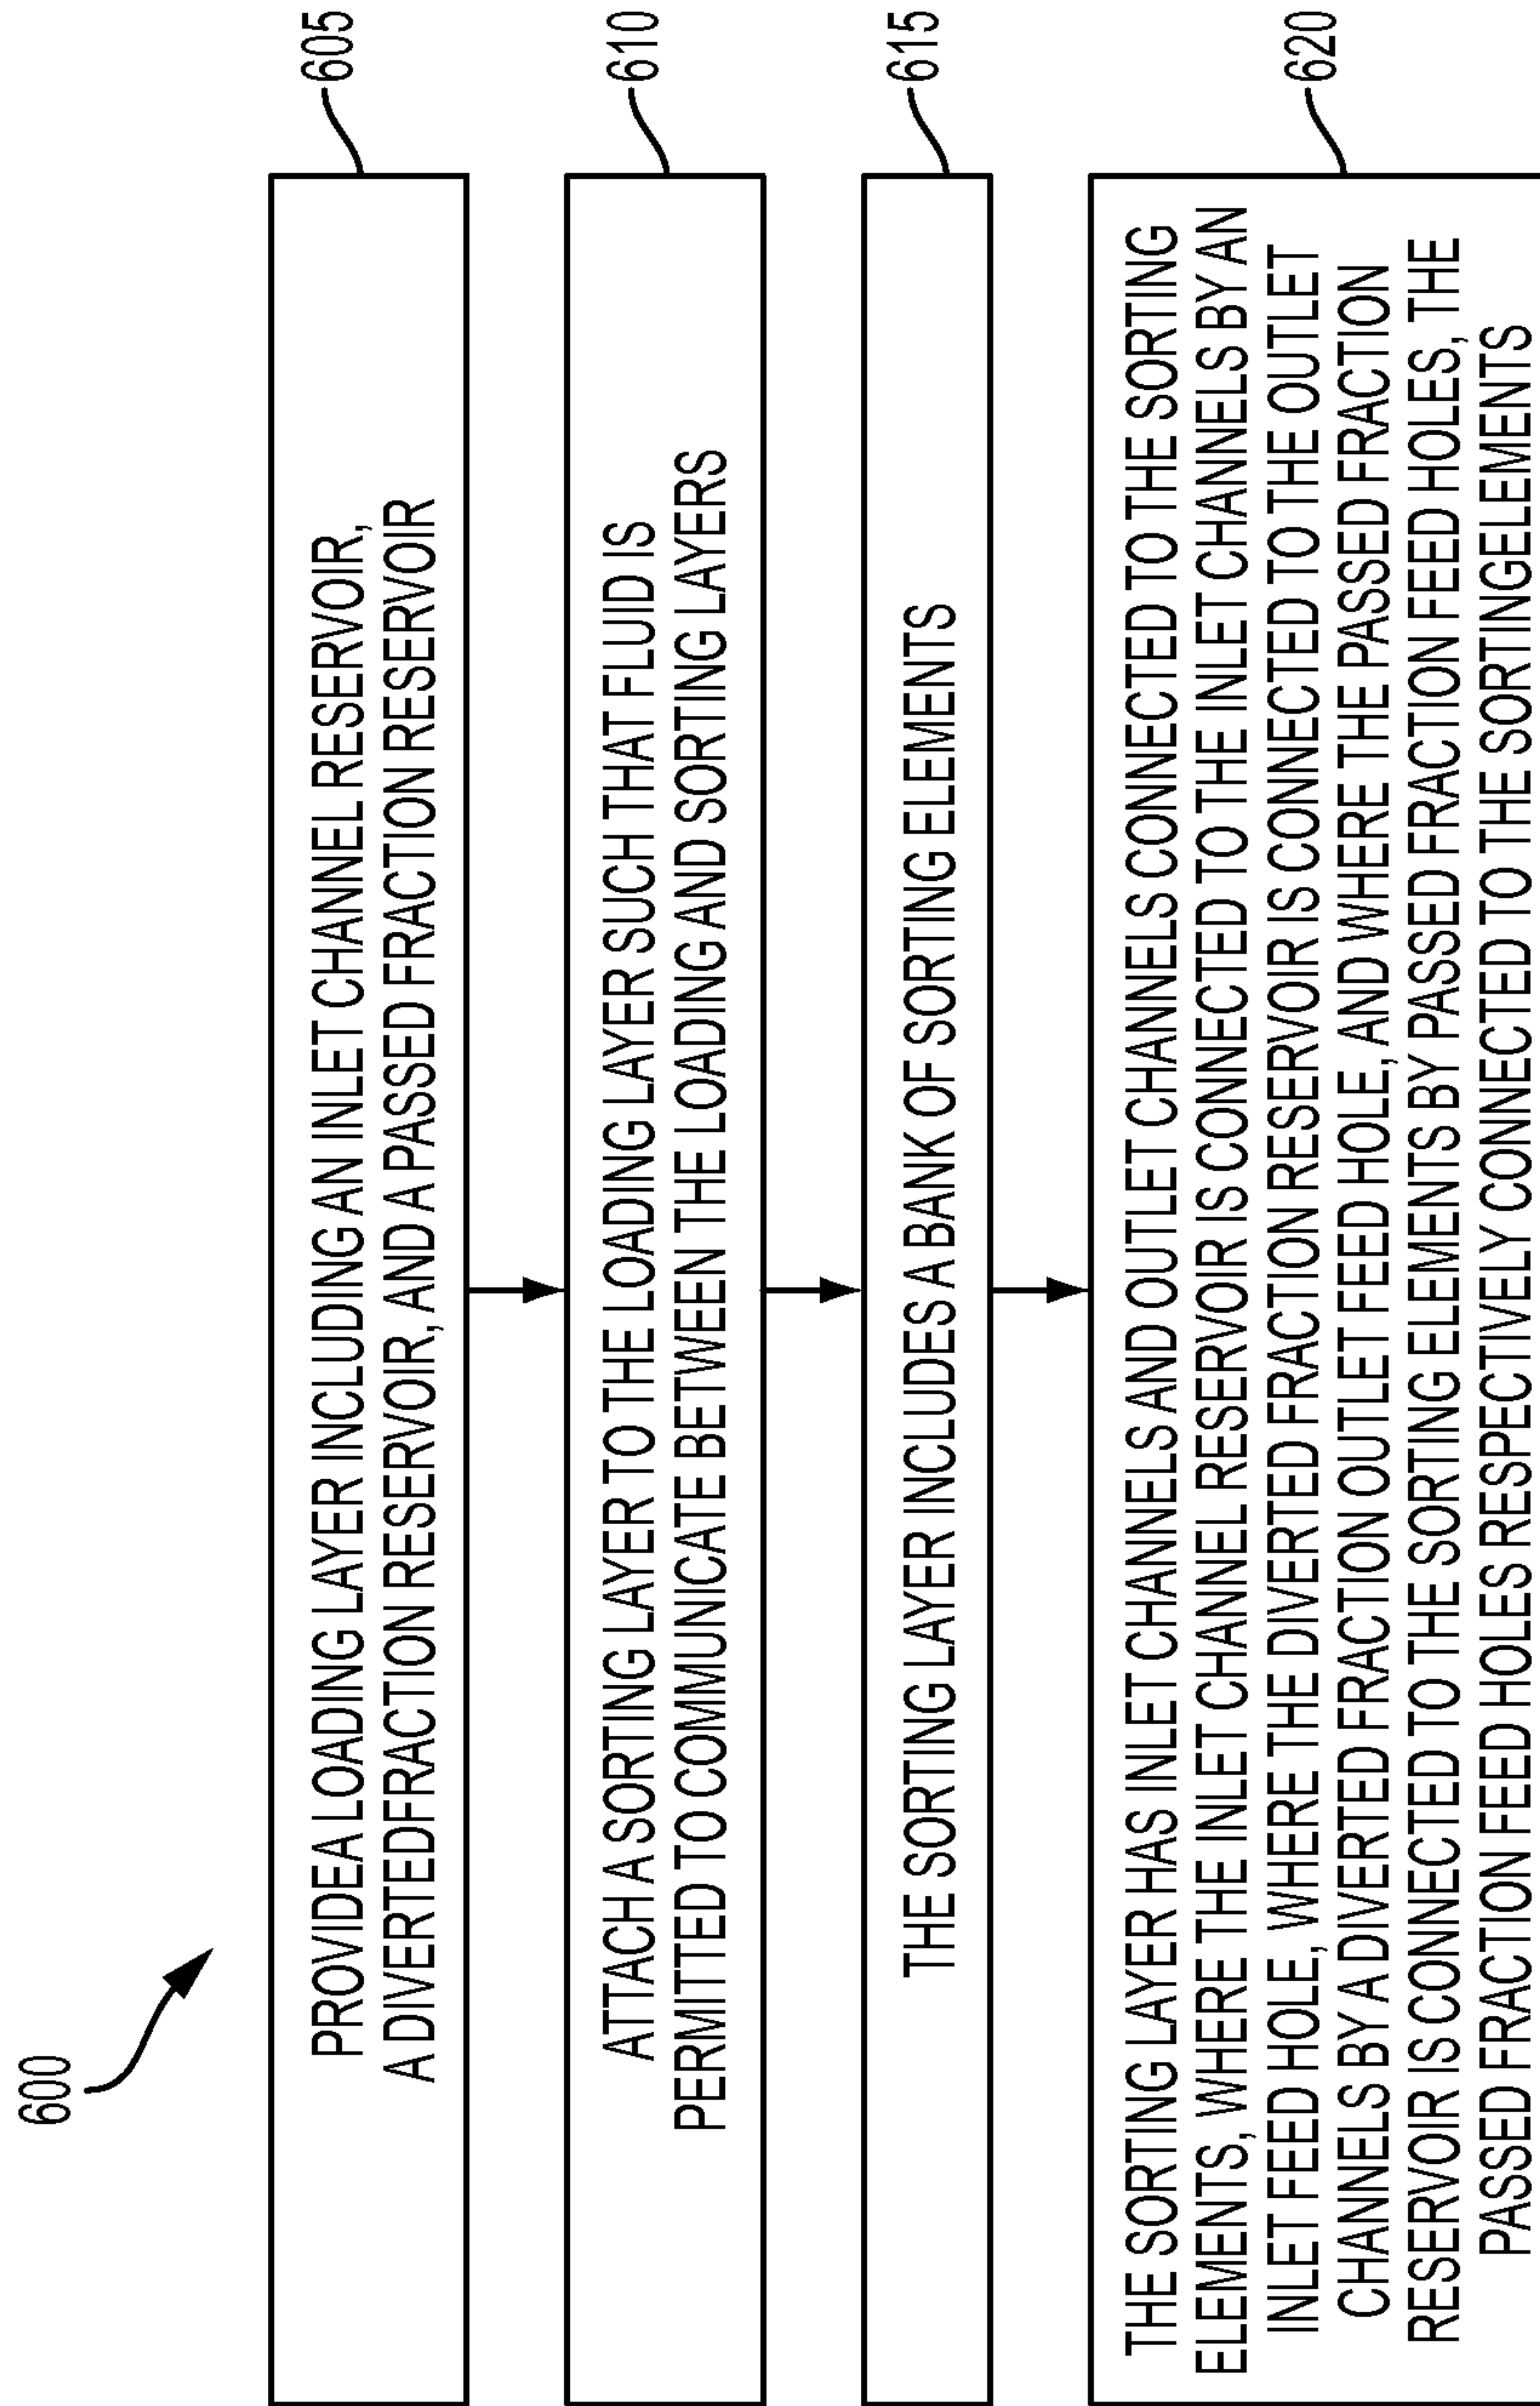 600
PROVIDEA LOADING LAYER INCLUDING AN INLET CHANNEL RESERVOIR,
A DIVERTEDFRACTION RESERVOIR, AND A PASSED FRACTION RESERVOIR
605
ATTACH A SORTING LAYER TO THE LOADING LAYER SUCH THAT FLUID IS
PERMITTED TO COMMUNICATE BETWEEN THE LOADING AND SORTING LAYERS
610
THE SORTING LAYER INCLUDES A BANK OF SORTING ELEMENTS
615
THE SORTING LAYER HAS INLET CHANNELS AND OUTLET CHANNELS CONNECTED TO THE SORTING
ELEMENTS, WHERE THE INLET CHANNEL RESERVOIR IS CONNECTED TO THE INLET CHANNELS BY AN
INLET FEED HOLE, WHERE THE DIVERTED FRACTION RESERVOIR IS CONNECTED TO THE OUTLET
CHANNELS BY A DIVERTED FRACTION OUTLET FEED HOLE, AND WHERE THE PASSED FRACTION
RESERVOIR IS CONNECTED TO THE SORTING ELEMENTS BY PASSED FRACTION FEED HOLES, THE
PASSED FRACTION FEED HOLES RESPECTIVELY CONNECTED TO THE SORTINGELEMENTS
620